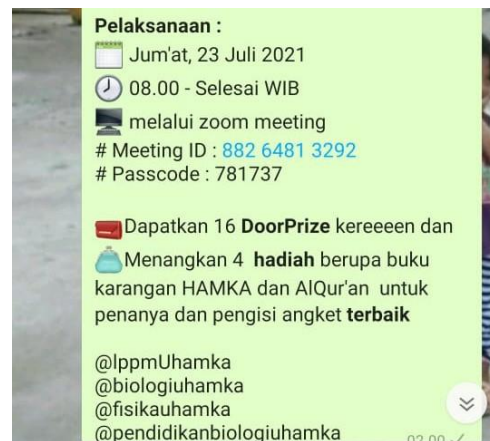 Pelaksanaan :
Jum'at, 23 Juli 2021
08.00 - Selesai WIB
melalui zoom meeting
# Meeting ID : 882 6481 3292
# Passcode : 781737
Dapatkan 16 DoorPrize kereeeen dan
Menangkan 4 hadiah berupa buku
karangan HAMKA dan AlQur'an untuk
penanya dan pengisi angket terbaik
@lppmUhamka
@biologiuhamka
@fisikauhamka
@pendidikanbiologiuhamka